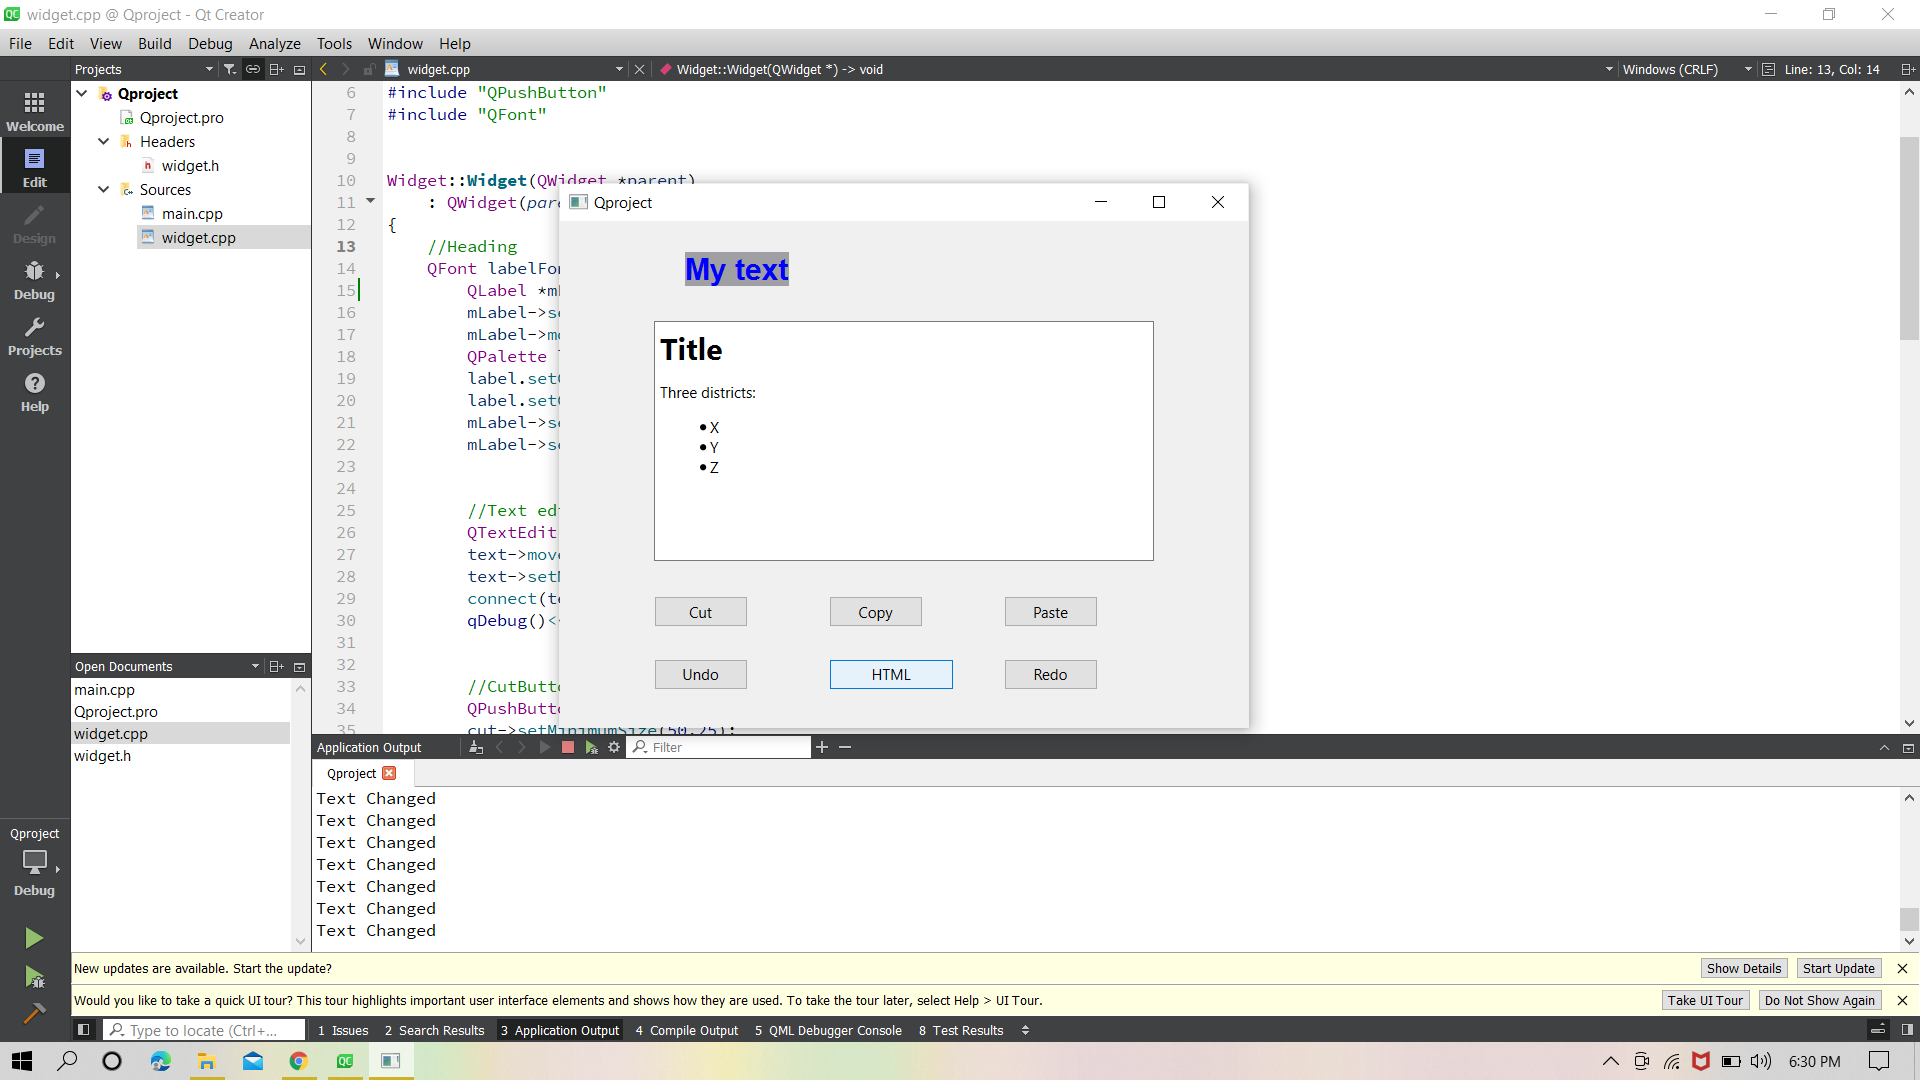 widget.cpp @ Qproject - Qt Creator
File Edit View Build Debug Analyze Tools Window Help
Projects
widget.cpp
Widget::Widget(QWidget *) -> void
Windows (CRLF)
Line: 13, Col: 14
Welcome
Edit
Design
Debug
Projects
Help
Qproject
Qproject.pro
Headers
widget.h
Sources
main.cpp
widget.cpp
6 #include "QPushButton"
7 #include "QFont"
8
9
10 Widget::Widget(QWidget *parent)
11 : QWidget(par
12 {
13 //Heading
14 QFont labelFo
15 QLabel *m
16 mLabel->s
17 mLabel->m
18 QPalette
19 label.set
20 label.set
21 mLabel->s
22 mLabel->s
23
24
25 //Text ed
26 QTextEdit
27 text->mov
28 text->set
29 connect(t
30 qDebug()<
31
32
33 //CutButt
34 QPushButt
35 cut->setMinimumSize(50,25);
Qproject
My text
Title
Three districts:
• X
• Y
• Z
Cut Copy Paste
Undo HTML Redo
Open Documents
main.cpp
Qproject.pro
widget.cpp
widget.h
Application Output
Filter
Qproject
Text Changed
Text Changed
Text Changed
Text Changed
Text Changed
Text Changed
Text Changed
Qproject
Debug
New updates are available. Start the update?
Show Details Start Update
Would you like to take a quick UI tour? This tour highlights important user interface elements and shows how they are used. To take the tour later, select Help > UI Tour.
Take UI Tour Do Not Show Again
Type to locate (Ctrl+...
1 Issues 2 Search Results 3 Application Output 4 Compile Output 5 QML Debugger Console 8 Test Results
6:30 PM